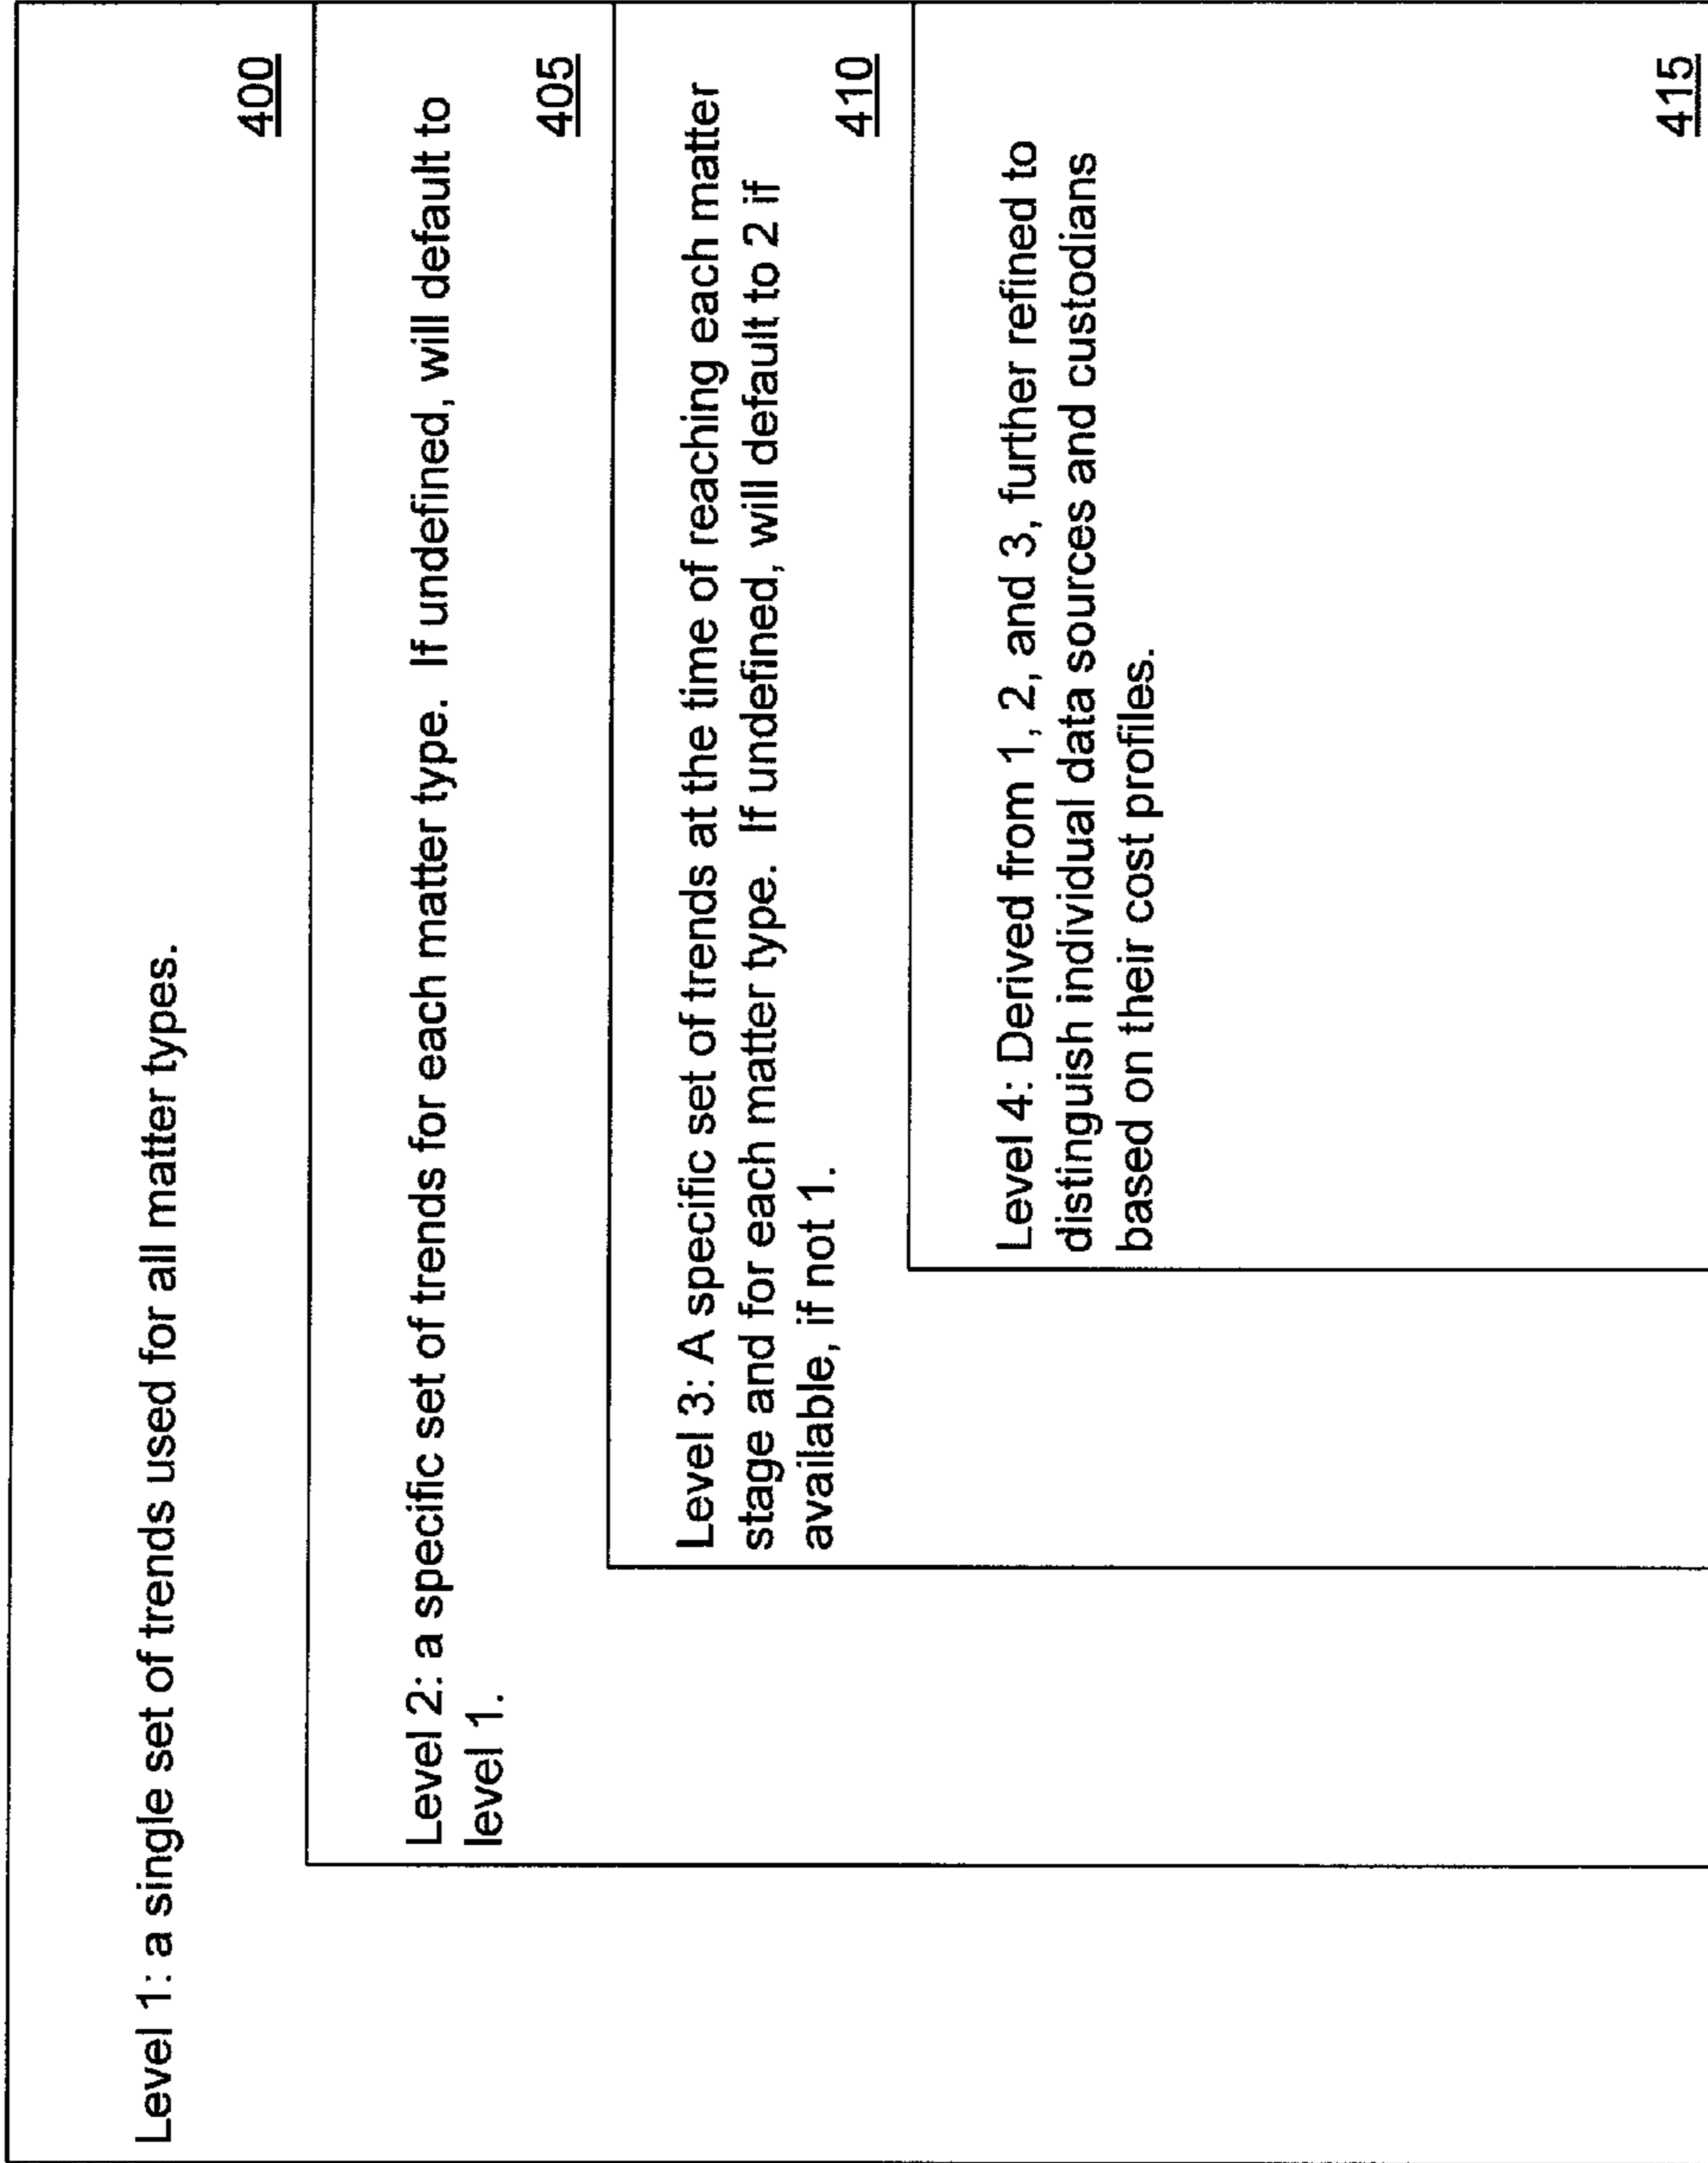 Level 1: a single set of trends used for all matter types.
400
Level 2: a specific set of trends for each matter type. If undefined, will default to
level 1.
405
Level 3: A specific set of trends at the time of reaching each matter
stage and for each matter type. If undefined, will default to 2 if
available, if not 1.
410
Level 4: Derived from 1, 2, and 3, further refined to
distinguish individual data sources and custodians
based on their cost profiles.
415